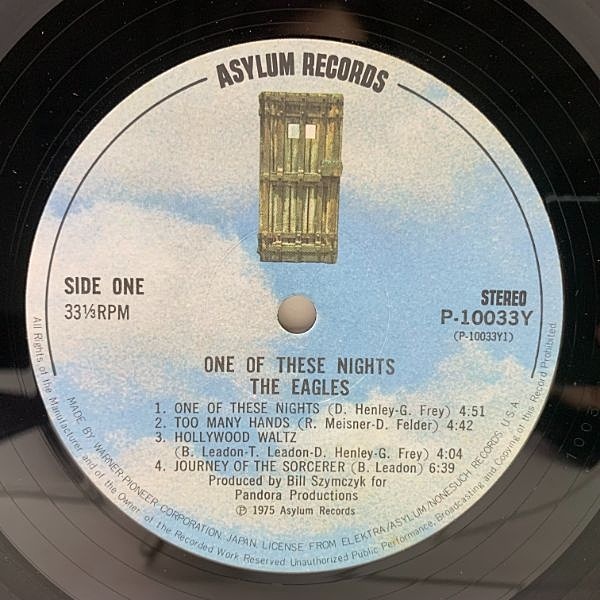 ASYLUM RECORDS
SIDE ONE
33⅓RPM
STEREO
P-10033Y
(P-10033Y1)
ONE OF THESE NIGHTS
THE EAGLES
1. ONE OF THESE NIGHTS (D. Henley-G. Frey) 4:51
2. TOO MANY HANDS (R. Meisner-D. Felder) 4:42
3. HOLLYWOOD WALTZ
(B. Leadon-T. Leadon-D. Henley-G. Frey) 4:04
4. JOURNEY OF THE SORCERER (B. Leadon) 6:39
Produced by Bill Szymczyk for
Pandora Productions
℗ 1975 Asylum Records
MADE BY WARNER-PIONEER CORPORATION, JAPAN. LICENSE FROM ELEKTRA/ASYLUM/NONESUCH RECORDS, U.S.A.
All Rights of the Manufacturer and of the Owner of the Recorded Work Reserved Unauthorized Public Performance, Broadcasting and Copying of this Record Prohibited.